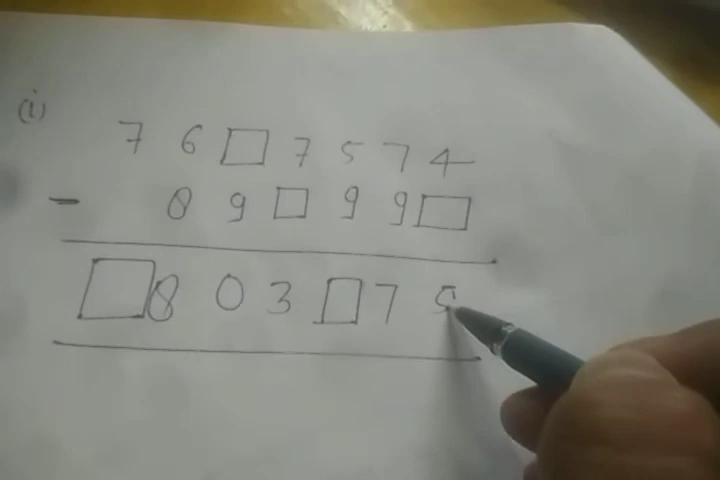 (i)
7 6 □ 7 5 7 4
- 8 9 □ 9 9 □
□ 8 0 3 □ 7 5